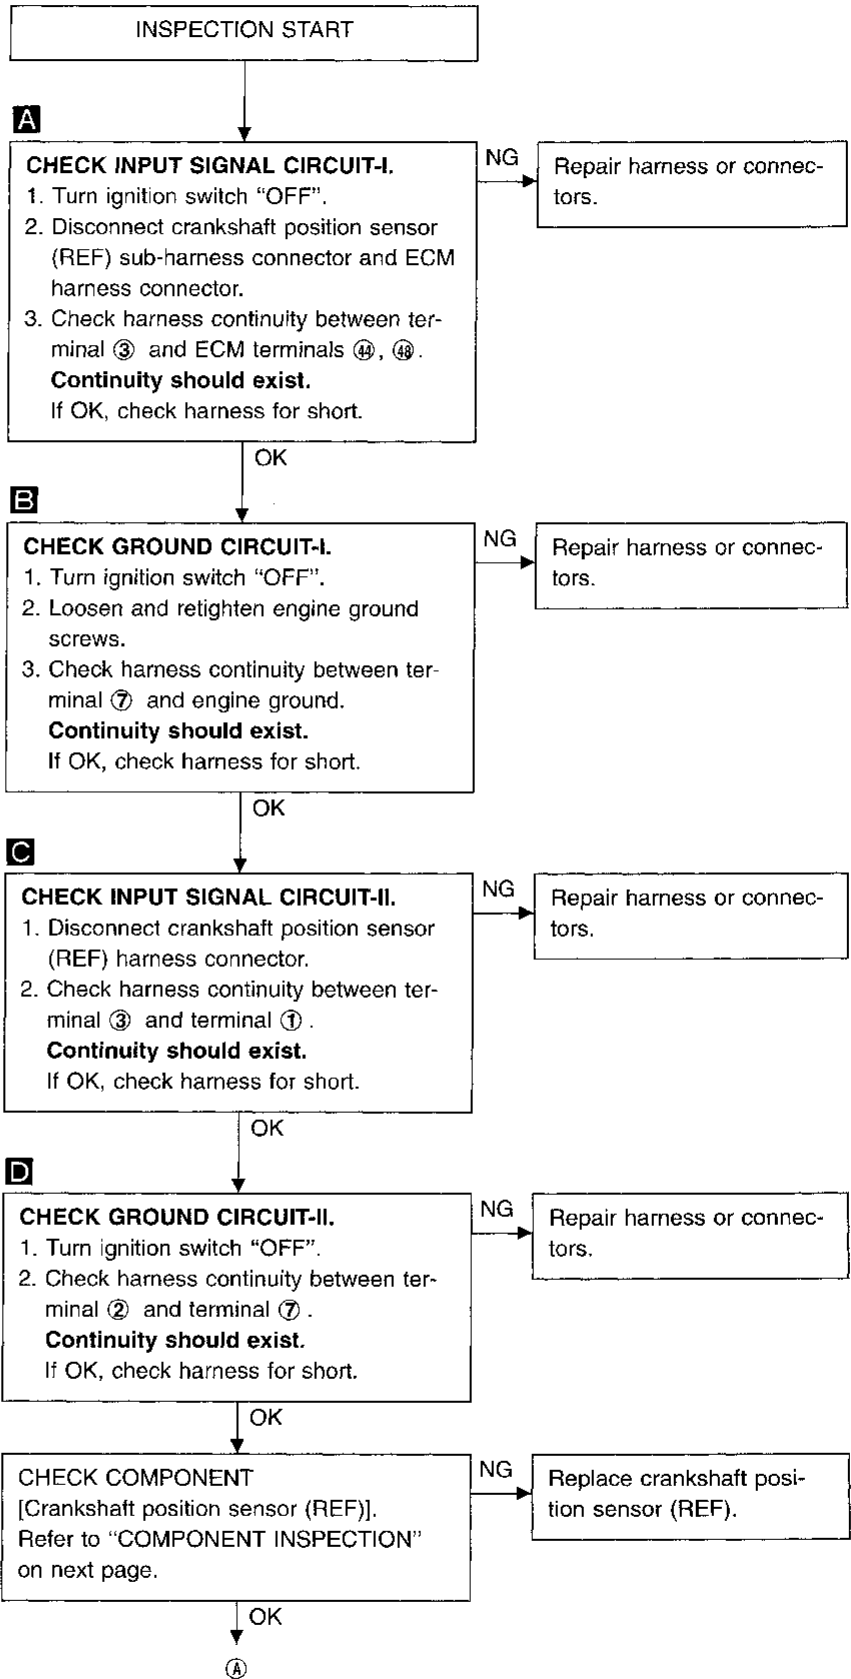 INSPECTION START
A
CHECK INPUT SIGNAL CIRCUIT-I.
1. Turn ignition switch “OFF”.
2. Disconnect crankshaft position sensor
(REF) sub-harness connector and ECM
harness connector.
3. Check harness continuity between ter-
minal ③ and ECM terminals ㊹, ㊽.
Continuity should exist.
If OK, check harness for short.
NG
Repair harness or connec-
tors.
OK
B
CHECK GROUND CIRCUIT-I.
1. Turn ignition switch “OFF”.
2. Loosen and retighten engine ground
screws.
3. Check harness continuity between ter-
minal ⑦ and engine ground.
Continuity should exist.
If OK, check harness for short.
NG
Repair harness or connec-
tors.
OK
C
CHECK INPUT SIGNAL CIRCUIT-II.
1. Disconnect crankshaft position sensor
(REF) harness connector.
2. Check harness continuity between ter-
minal ③ and terminal ①.
Continuity should exist.
If OK, check harness for short.
NG
Repair harness or connec-
tors.
OK
D
CHECK GROUND CIRCUIT-II.
1. Turn ignition switch “OFF”.
2. Check harness continuity between ter-
minal ② and terminal ⑦.
Continuity should exist.
If OK, check harness for short.
NG
Repair harness or connec-
tors.
OK
CHECK COMPONENT
[Crankshaft position sensor (REF)].
Refer to “COMPONENT INSPECTION”
on next page.
NG
Replace crankshaft posi-
tion sensor (REF).
OK
Ⓐ